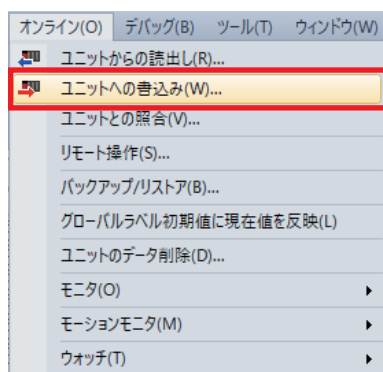 オンライン(O) デバッグ(B) ツール(T) ウィンドウ(W)
ユニットからの読出し(R)...
ユニットへの書込み(W)...
ユニットとの照合(V)...
リモート操作(S)...
バックアップ/リストア(B)...
グローバルラベル初期値に現在値を反映(L)
ユニットのデータ削除(D)...
モニタ(O)
モーションモニタ(M)
ウォッチ(T)